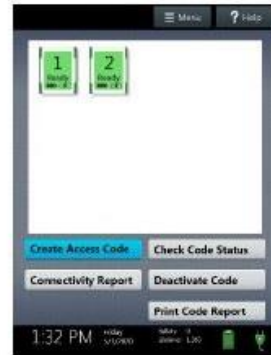 Menu ? Help
1 2
Ready Ready
Create Access Code Check Code Status
Connectivity Report Deactivate Code
Print Code Report
1:32 PM Friday